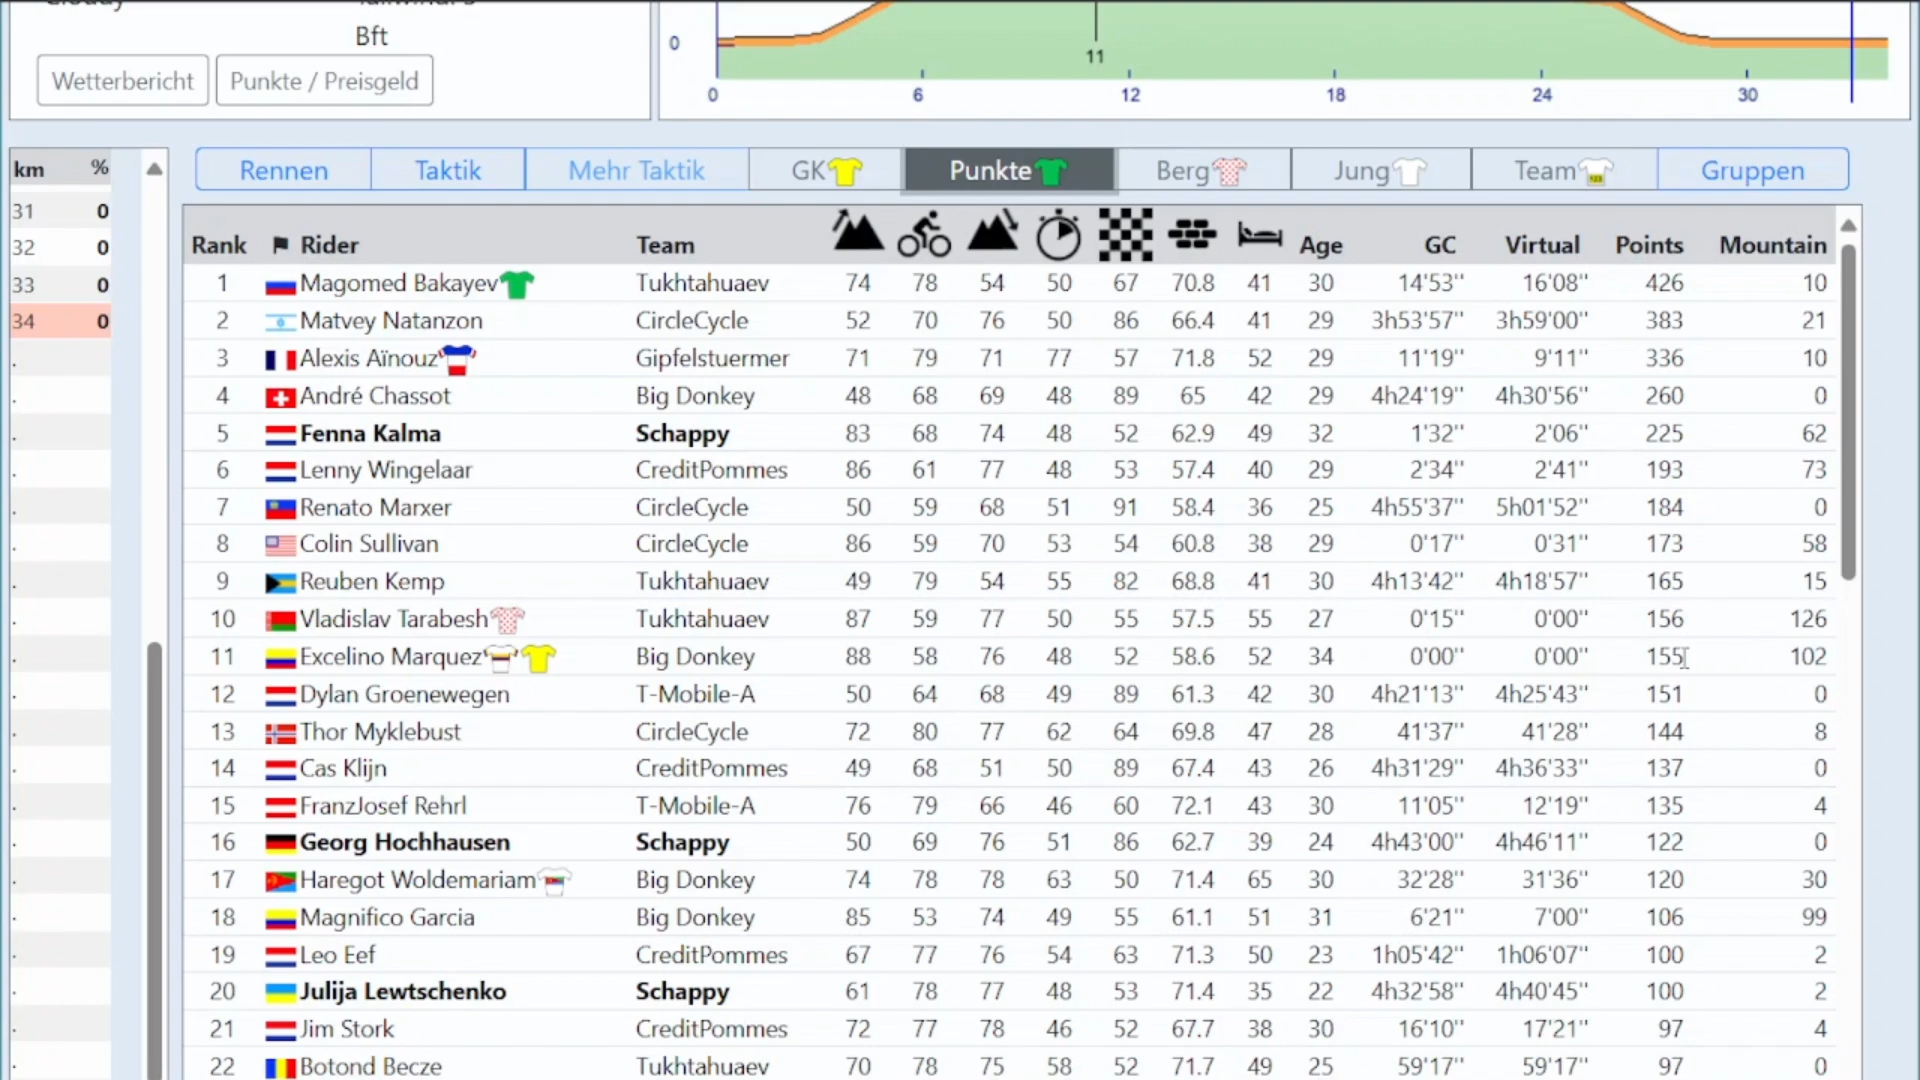 Bft
Wetterbericht Punkte / Preisgeld
0
11
0 6 12 18 24 30
km %
31 0
32 0
33 0
34 0
Rennen Taktik Mehr Taktik GK Punkte Berg Jung Team Gruppen
Rank Rider Team Age GC Virtual Points Mountain
1 Magomed Bakayev Tukhtahuaev 74 78 54 50 67 70.8 41 30 14'53'' 16'08'' 426 10
2 Matvey Natanzon CircleCycle 52 70 76 50 86 66.4 41 29 3h53'57'' 3h59'00'' 383 21
3 Alexis Aïnouz Gipfelstuermer 71 79 71 77 57 71.8 52 29 11'19'' 9'11'' 336 10
4 André Chassot Big Donkey 48 68 69 48 89 65 42 29 4h24'19'' 4h30'56'' 260 0
5 Fenna Kalma Schappy 83 68 74 48 52 62.9 49 32 1'32'' 2'06'' 225 62
6 Lenny Wingelaar CreditPommes 86 61 77 48 53 57.4 40 29 2'34'' 2'41'' 193 73
7 Renato Marxer CircleCycle 50 59 68 51 91 58.4 36 25 4h55'37'' 5h01'52'' 184 0
8 Colin Sullivan CircleCycle 86 59 70 53 54 60.8 38 29 0'17'' 0'31'' 173 58
9 Reuben Kemp Tukhtahuaev 49 79 54 55 82 68.8 41 30 4h13'42'' 4h18'57'' 165 15
10 Vladislav Tarabesh Tukhtahuaev 87 59 77 50 55 57.5 55 27 0'15'' 0'00'' 156 126
11 Excelino Marquez Big Donkey 88 58 76 48 52 58.6 52 34 0'00'' 0'00'' 155 102
12 Dylan Groenewegen T-Mobile-A 50 64 68 49 89 61.3 42 30 4h21'13'' 4h25'43'' 151 0
13 Thor Myklebust CircleCycle 72 80 77 62 64 69.8 47 28 41'37'' 41'28'' 144 8
14 Cas Klijn CreditPommes 49 68 51 50 89 67.4 43 26 4h31'29'' 4h36'33'' 137 0
15 FranzJosef Rehrl T-Mobile-A 76 79 66 46 60 72.1 43 30 11'05'' 12'19'' 135 4
16 Georg Hochhausen Schappy 50 69 76 51 86 62.7 39 24 4h43'00'' 4h46'11'' 122 0
17 Haregot Woldemariam Big Donkey 74 78 78 63 50 71.4 65 30 32'28'' 31'36'' 120 30
18 Magnifico Garcia Big Donkey 85 53 74 49 55 61.1 51 31 6'21'' 7'00'' 106 99
19 Leo Eef CreditPommes 67 77 76 54 63 71.3 50 23 1h05'42'' 1h06'07'' 100 2
20 Julija Lewtschenko Schappy 61 78 77 48 53 71.4 35 22 4h32'58'' 4h40'45'' 100 2
21 Jim Stork CreditPommes 72 77 78 46 52 67.7 38 30 16'10'' 17'21'' 97 4
22 Botond Becze Tukhtahuaev 70 78 75 58 52 71.7 49 25 59'17'' 59'17'' 97 0